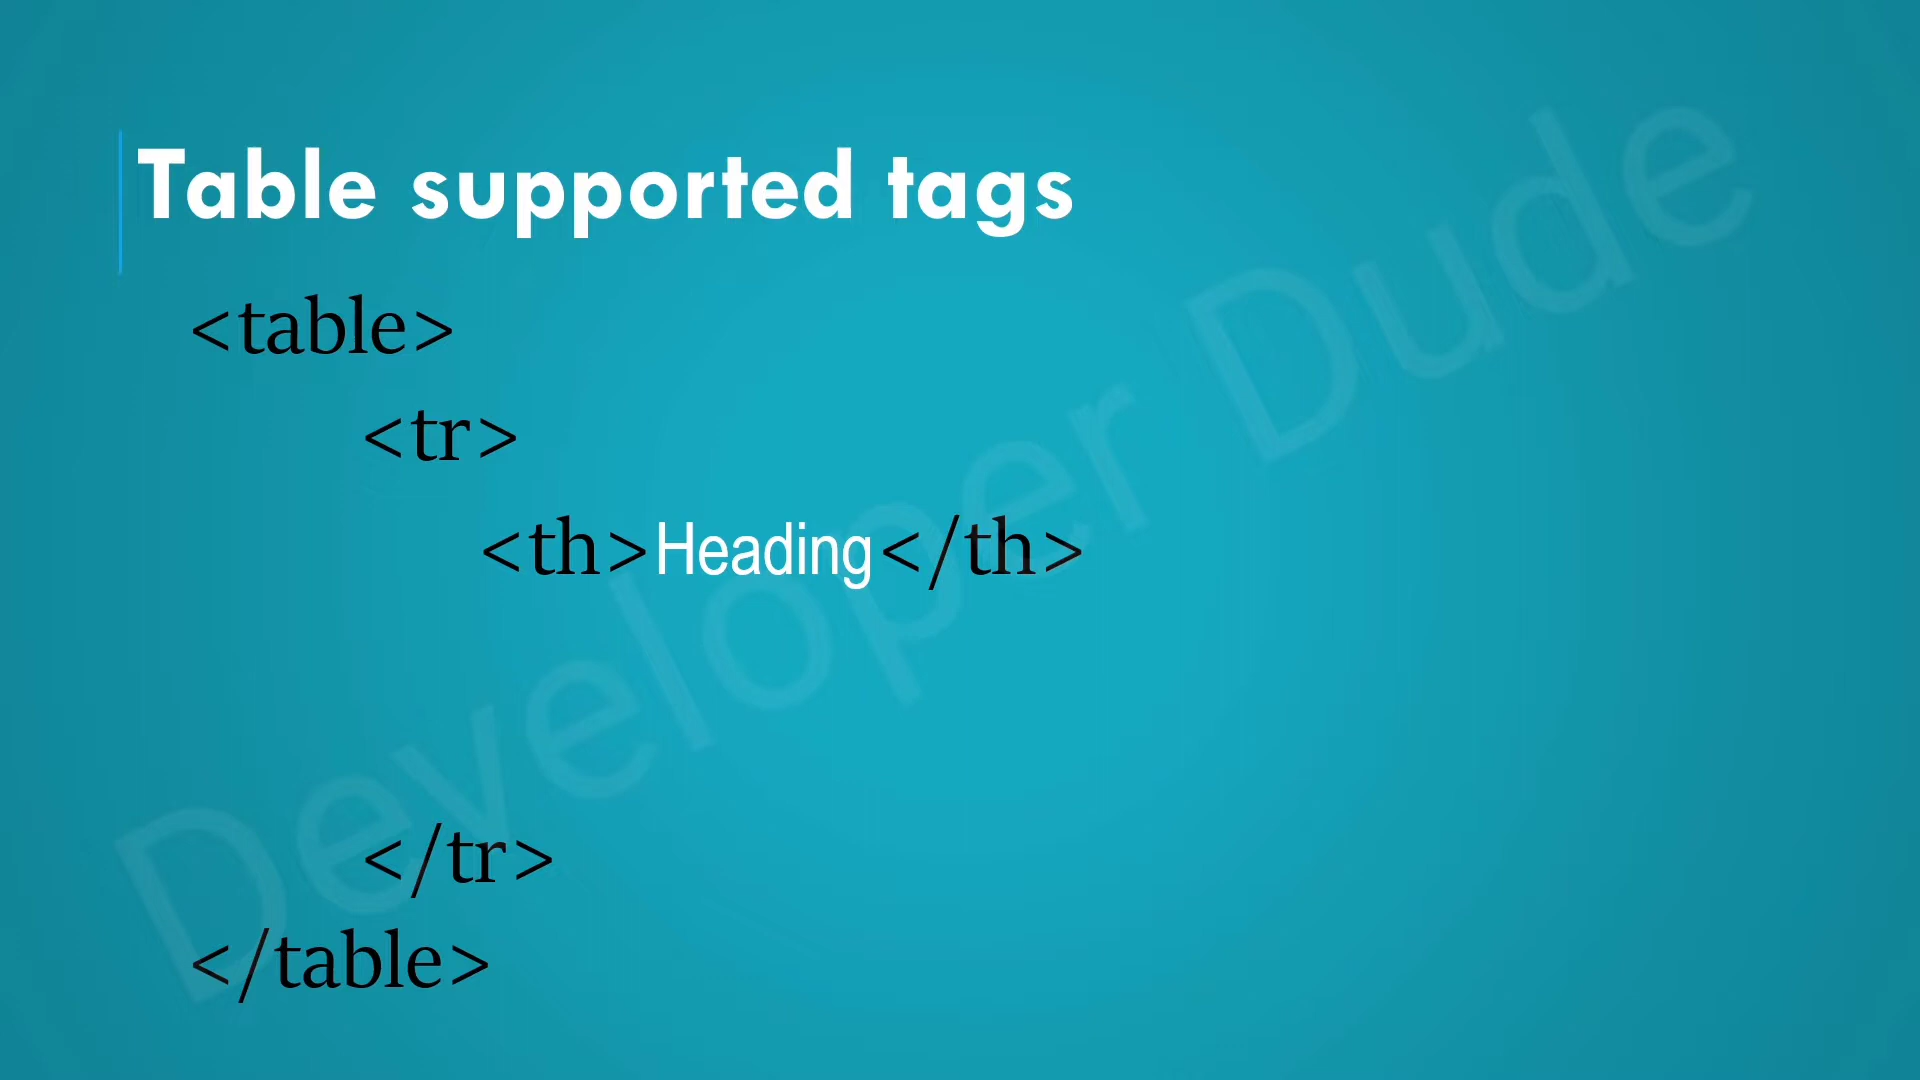 Table supported tags
<table>
<tr>
<th>Heading</th>
</tr>
</table>
Developer Dude